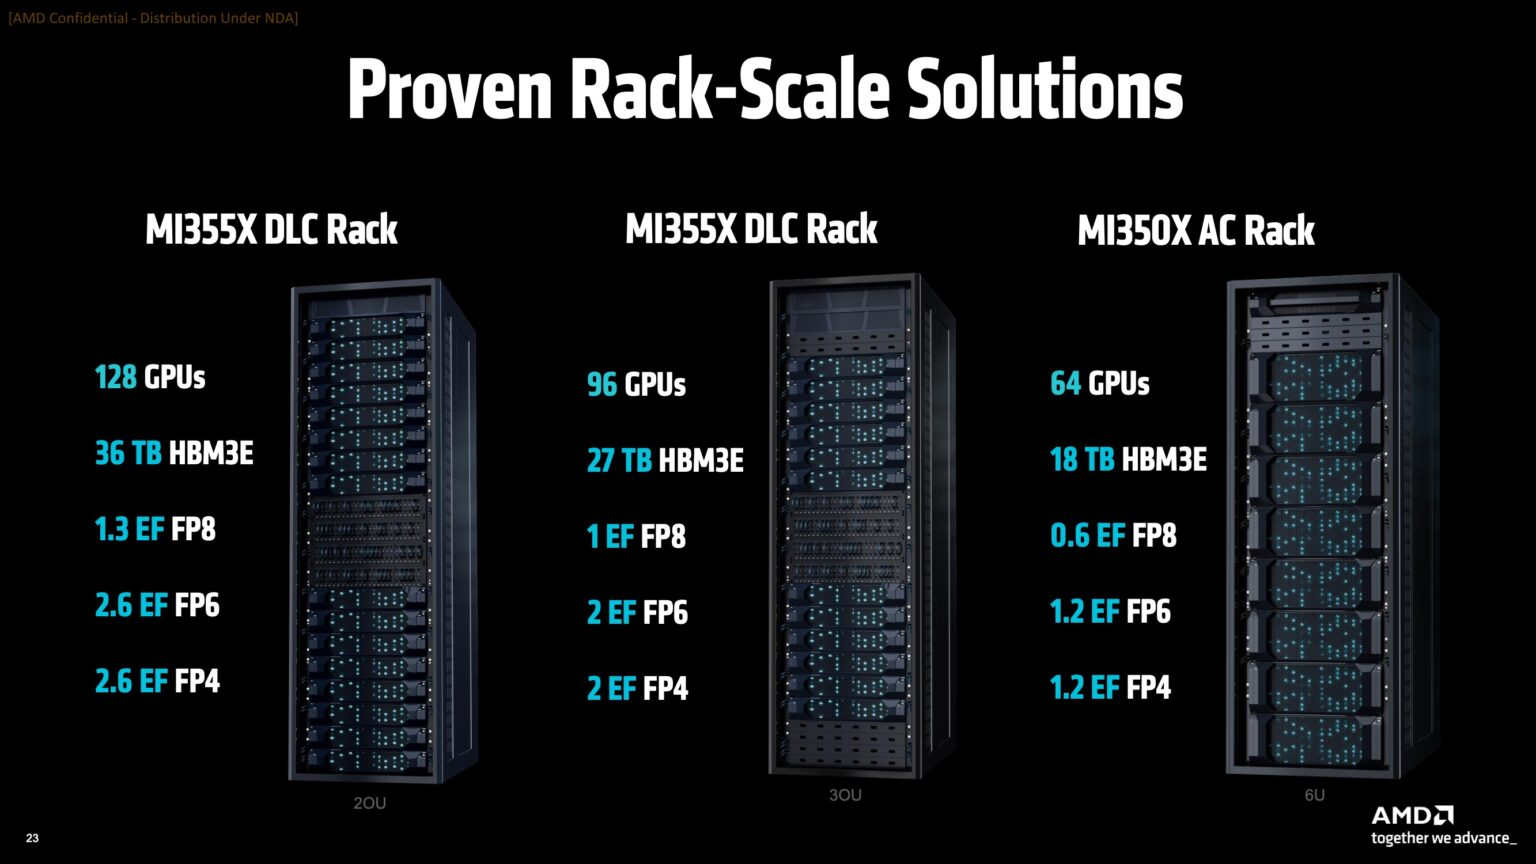 [AMD Confidential - Distribution Under NDA]
Proven Rack-Scale Solutions
MI355X DLC Rack
128 GPUs
36 TB HBM3E
1.3 EF FP8
2.6 EF FP6
2.6 EF FP4
2OU
MI355X DLC Rack
96 GPUs
27 TB HBM3E
1 EF FP8
2 EF FP6
2 EF FP4
3OU
MI350X AC Rack
64 GPUs
18 TB HBM3E
0.6 EF FP8
1.2 EF FP6
1.2 EF FP4
6U
23
AMD
together we advance_